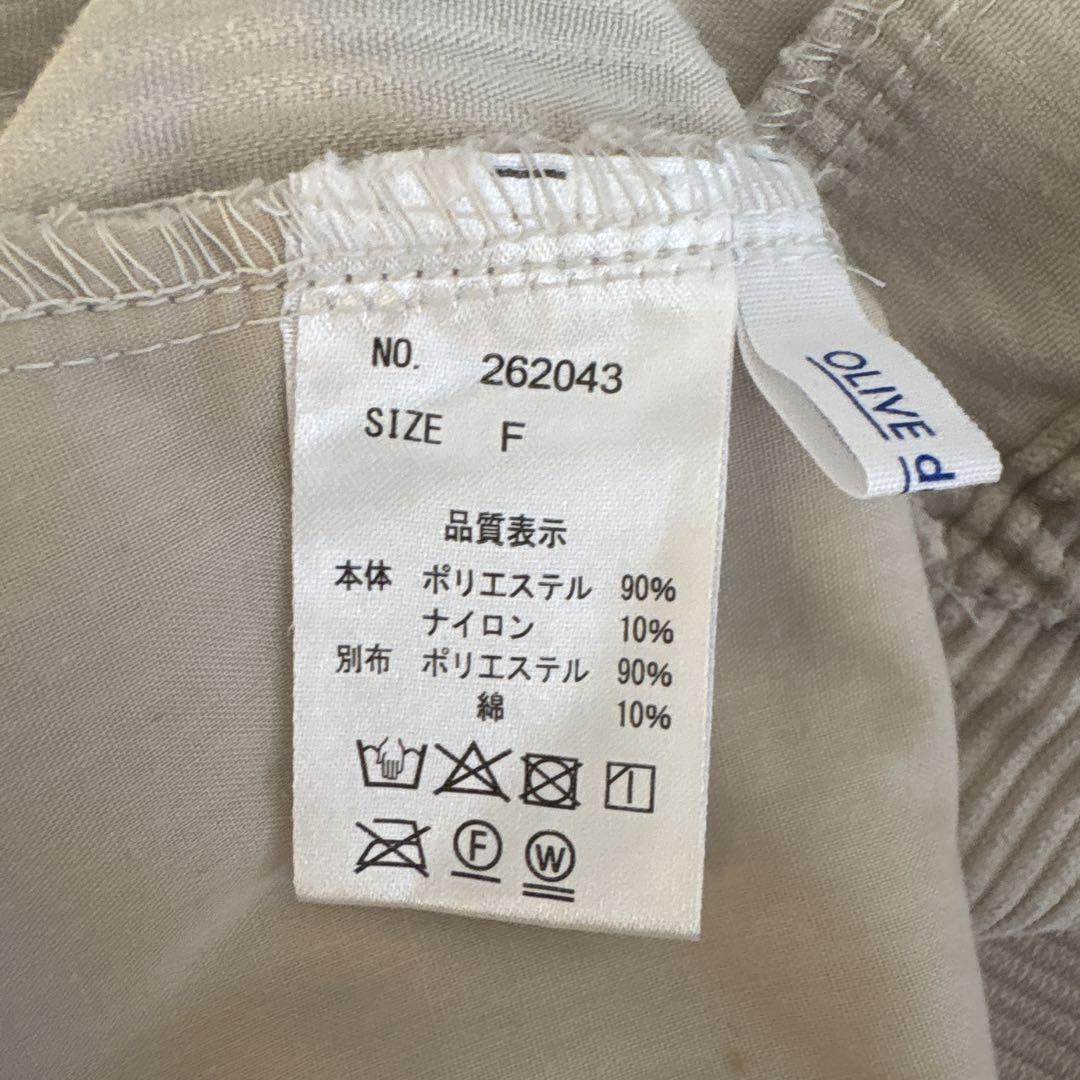 NO. 262043
SIZE F
品質表示
本体 ポリエステル 90%
ナイロン 10%
別布 ポリエステル 90%
綿 10%
F W
OLIVE